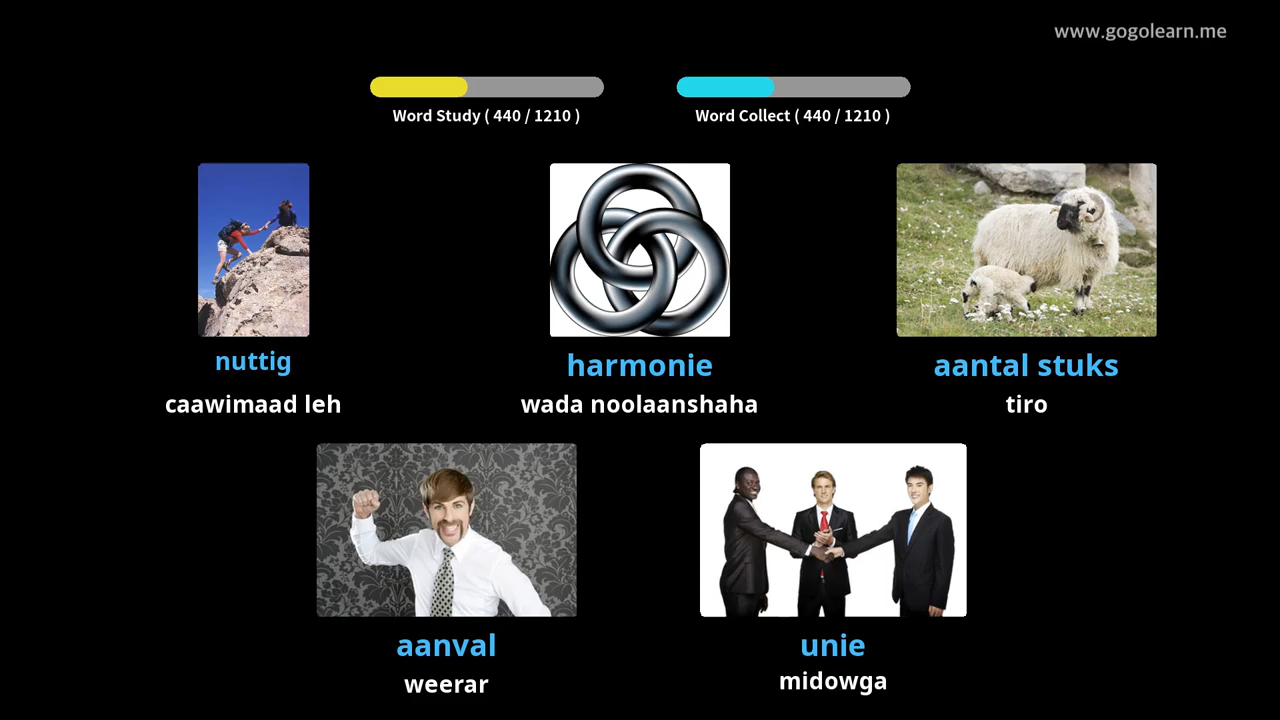 www.gogolearn.me
Word Study ( 440 / 1210 )
Word Collect ( 440 / 1210 )
nuttig
harmonie
aantal stuks
caawimaad leh
wada noolaanshaha
tiro
aanval
unie
weerar
midowga